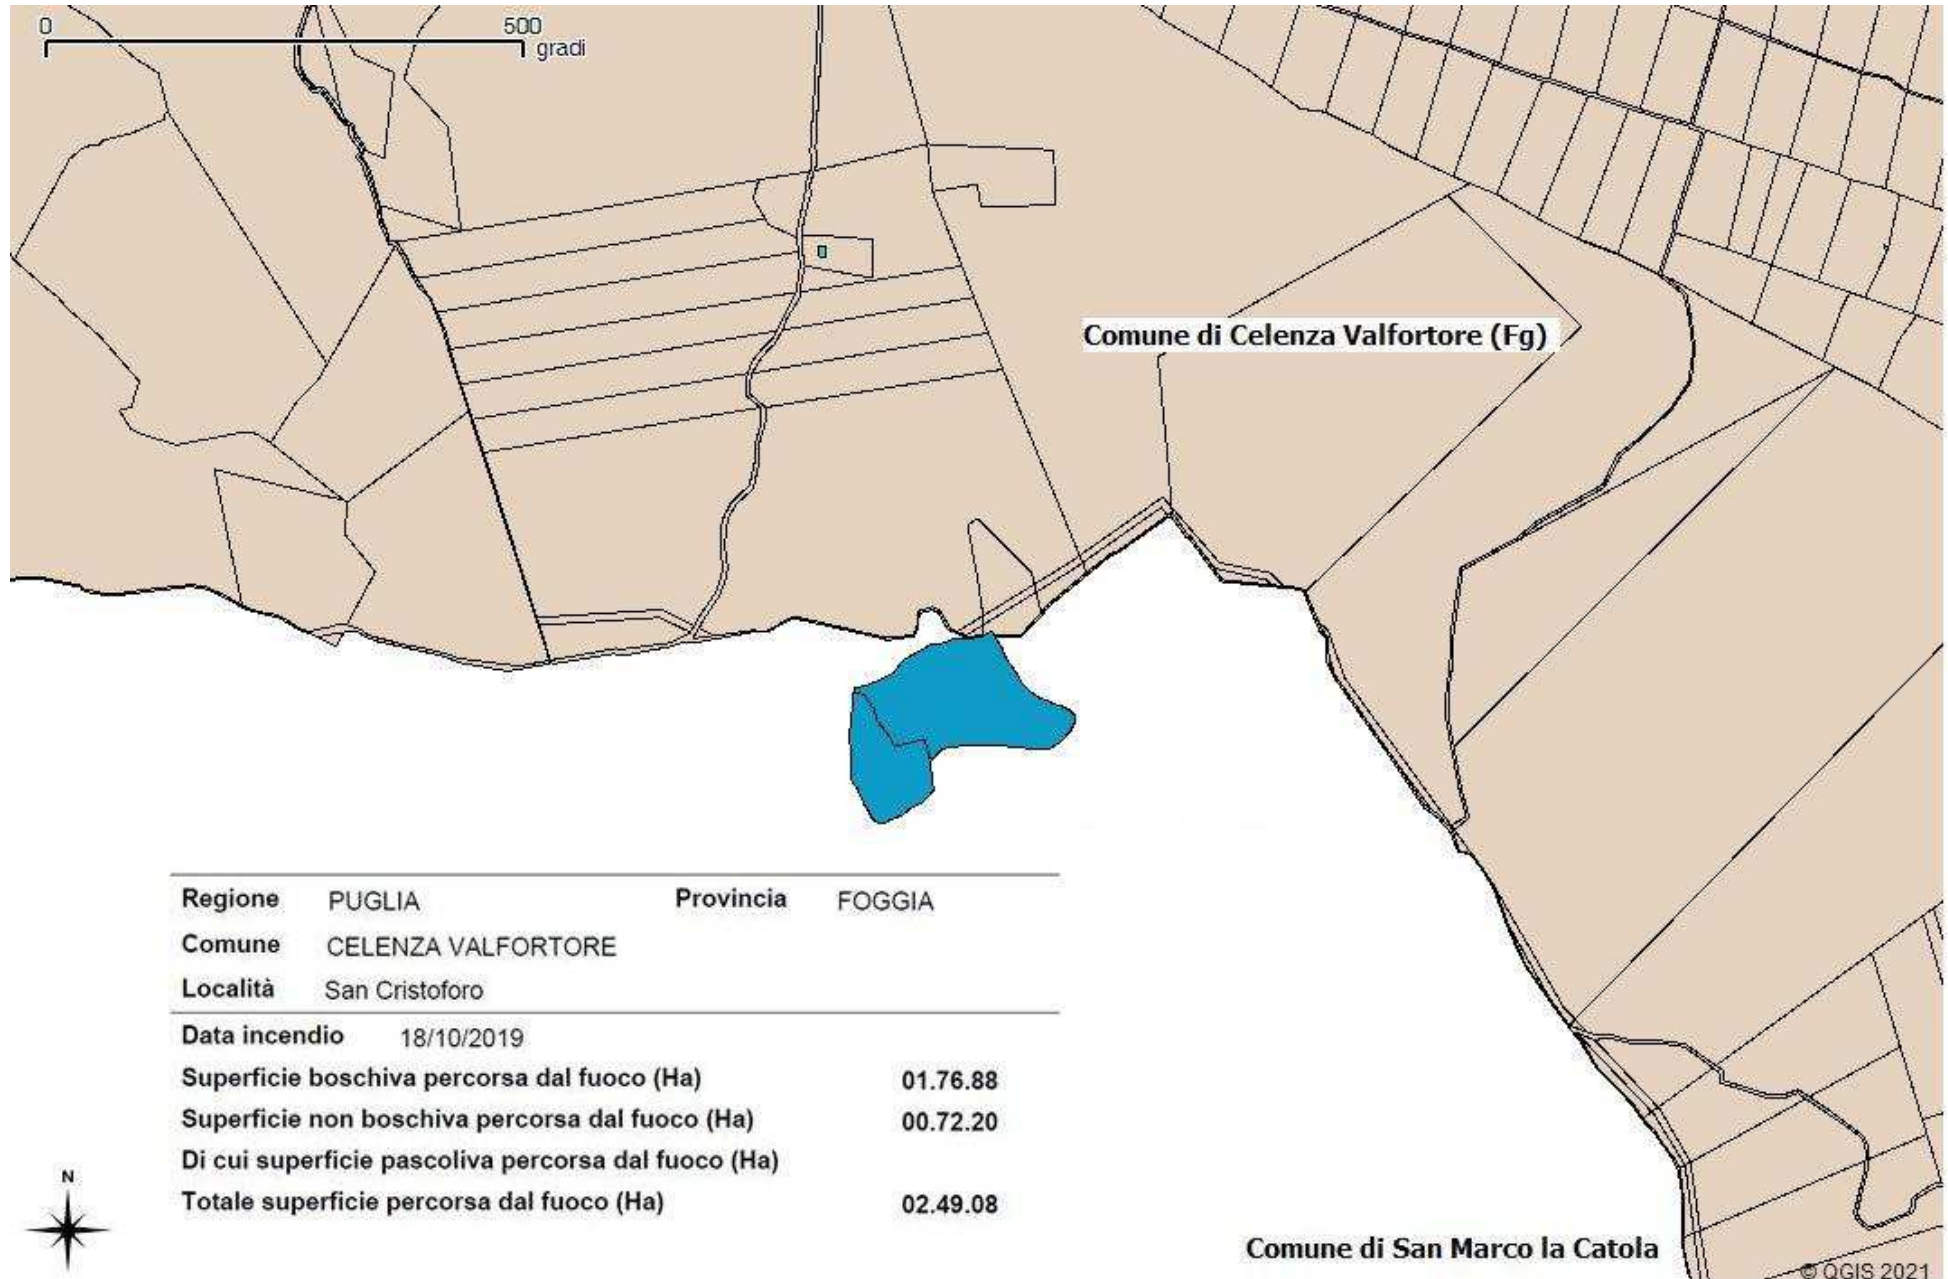 0 500
gradi
Comune di Celenza Valfortore (Fg)
Regione PUGLIA Provincia FOGGIA
Comune CELENZA VALFORTORE
Località San Cristoforo
Data incendio 18/10/2019
Superficie boschiva percorsa dal fuoco (Ha) 01.76.88
Superficie non boschiva percorsa dal fuoco (Ha) 00.72.20
Di cui superficie pascoliva percorsa dal fuoco (Ha)
Totale superficie percorsa dal fuoco (Ha) 02.49.08
N
Comune di San Marco la Catola
© QGIS 2021